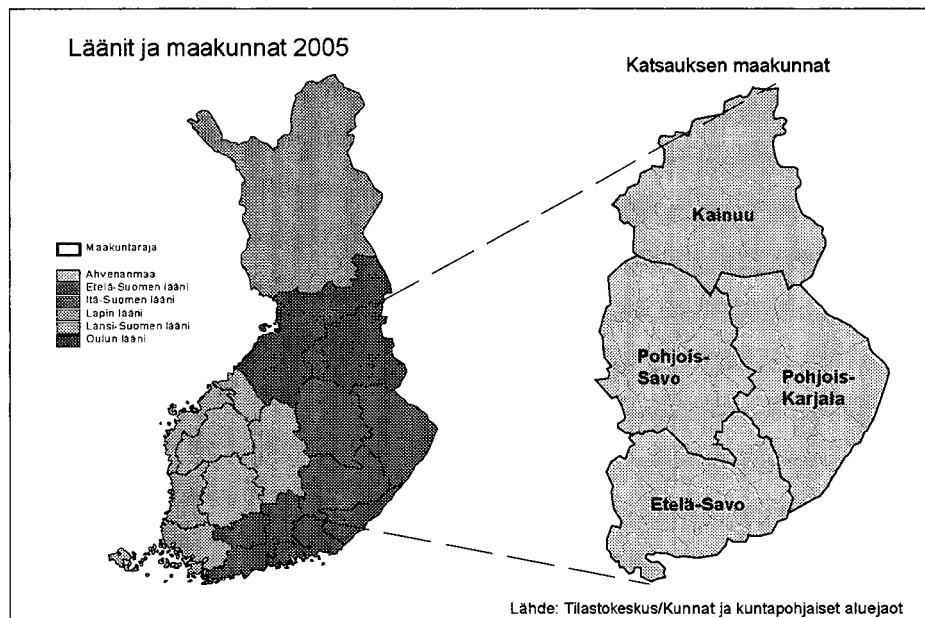 Läänit ja maakunnat 2005
Katsauksen maakunnat
Maakuntaraja
Ahvenanmaa
Etelä-Suomen lääni
Itä-Suomen lääni
Lapin lääni
Länsi-Suomen lääni
Oulun lääni
Kainuu
Pohjois-
Savo
Pohjois-
Karjala
Etelä-Savo
Lähde: Tilastokeskus/Kunnat ja kuntapohjaiset aluejaot